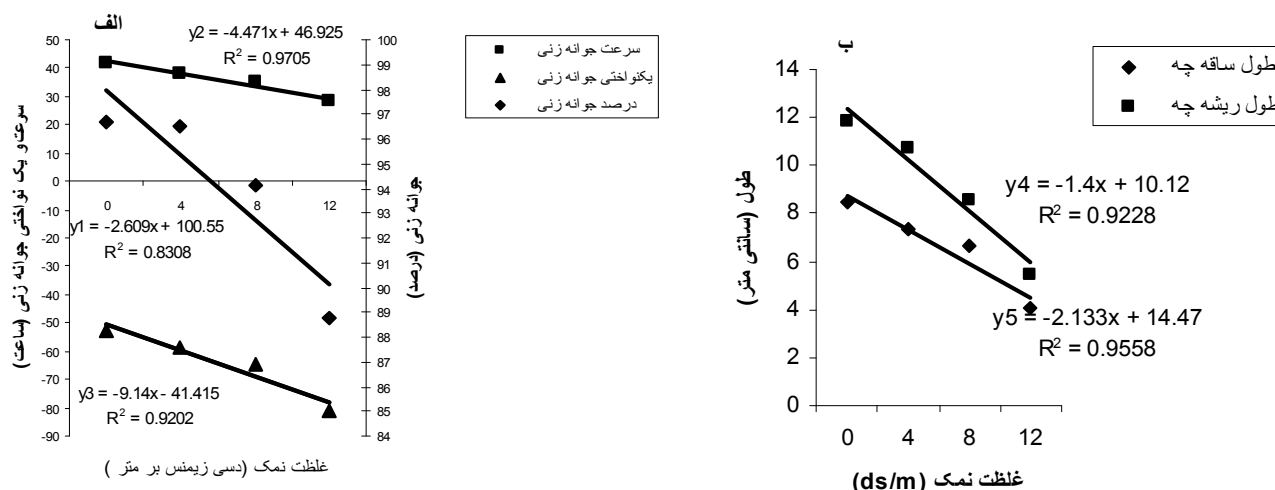 الف
y2 = -4.471x + 46.925
R² = 0.9705
50
40
30
20
10
0
-10
-20
-30
-40
-50
-60
-70
-80
-90
100
99
98
97
96
95
94
93
92
91
90
89
88
87
86
85
84
0 4 8 12
y1 = -2.609x + 100.55
R² = 0.8308
y3 = -9.14x - 41.415
R² = 0.9202
سرعت و یک نواختی جوانه زنی (ساعت)
جوانه زنی (درصد)
غلظت نمک (دسی زیمنس بر متر )
سرعت جوانه زنی
یکنواختی جوانه زنی
درصد جوانه زنی
ب
14
12
10
8
6
4
2
0
0 4 8 12
y4 = -1.4x + 10.12
R² = 0.9228
y5 = -2.133x + 14.47
R² = 0.9558
طول (سانتی متر)
غلظت نمک (ds/m)
طول ساقه چه
طول ریشه چه